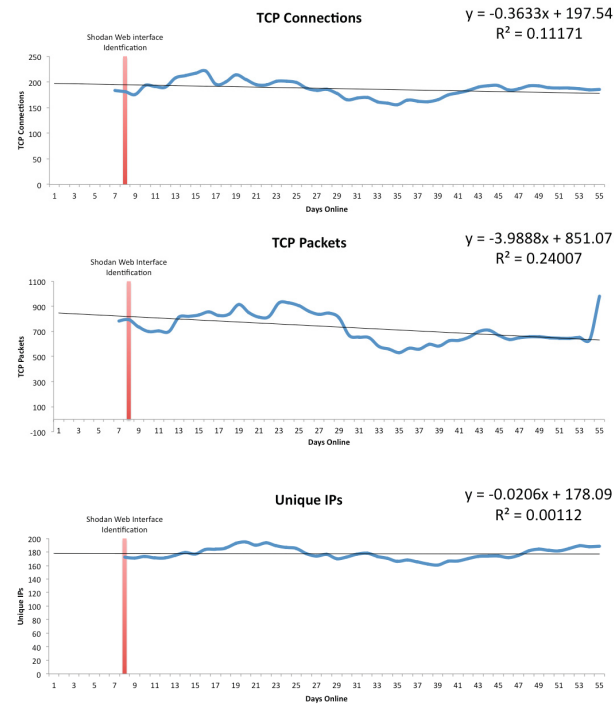 TCP Connections
y = -0.3633x + 197.54
R² = 0.11171
Shodan Web interface
Identfication
250
200
150
100
50
0
TCP Connections
1 3 5 7 9 11 13 15 17 19 21 23 25 27 29 31 33 35 37 39 41 43 45 47 49 51 53 55
Days Online
TCP Packets
y = -3.9888x + 851.07
R² = 0.24007
Shodan Web Interface
Identification
1100
900
700
500
300
100
-100
TCP Packets
1 3 5 7 9 11 13 15 17 19 21 23 25 27 29 31 33 35 37 39 41 43 45 47 49 51 53 55
Days Online
Unique IPs
y = -0.0206x + 178.09
R² = 0.00112
Shodan Web Interface
Identification
200
180
160
140
120
100
80
60
40
20
0
Unique IPs
1 3 5 7 9 11 13 15 17 19 21 23 25 27 29 31 33 35 37 39 41 43 45 47 49 51 53 55
Days Online